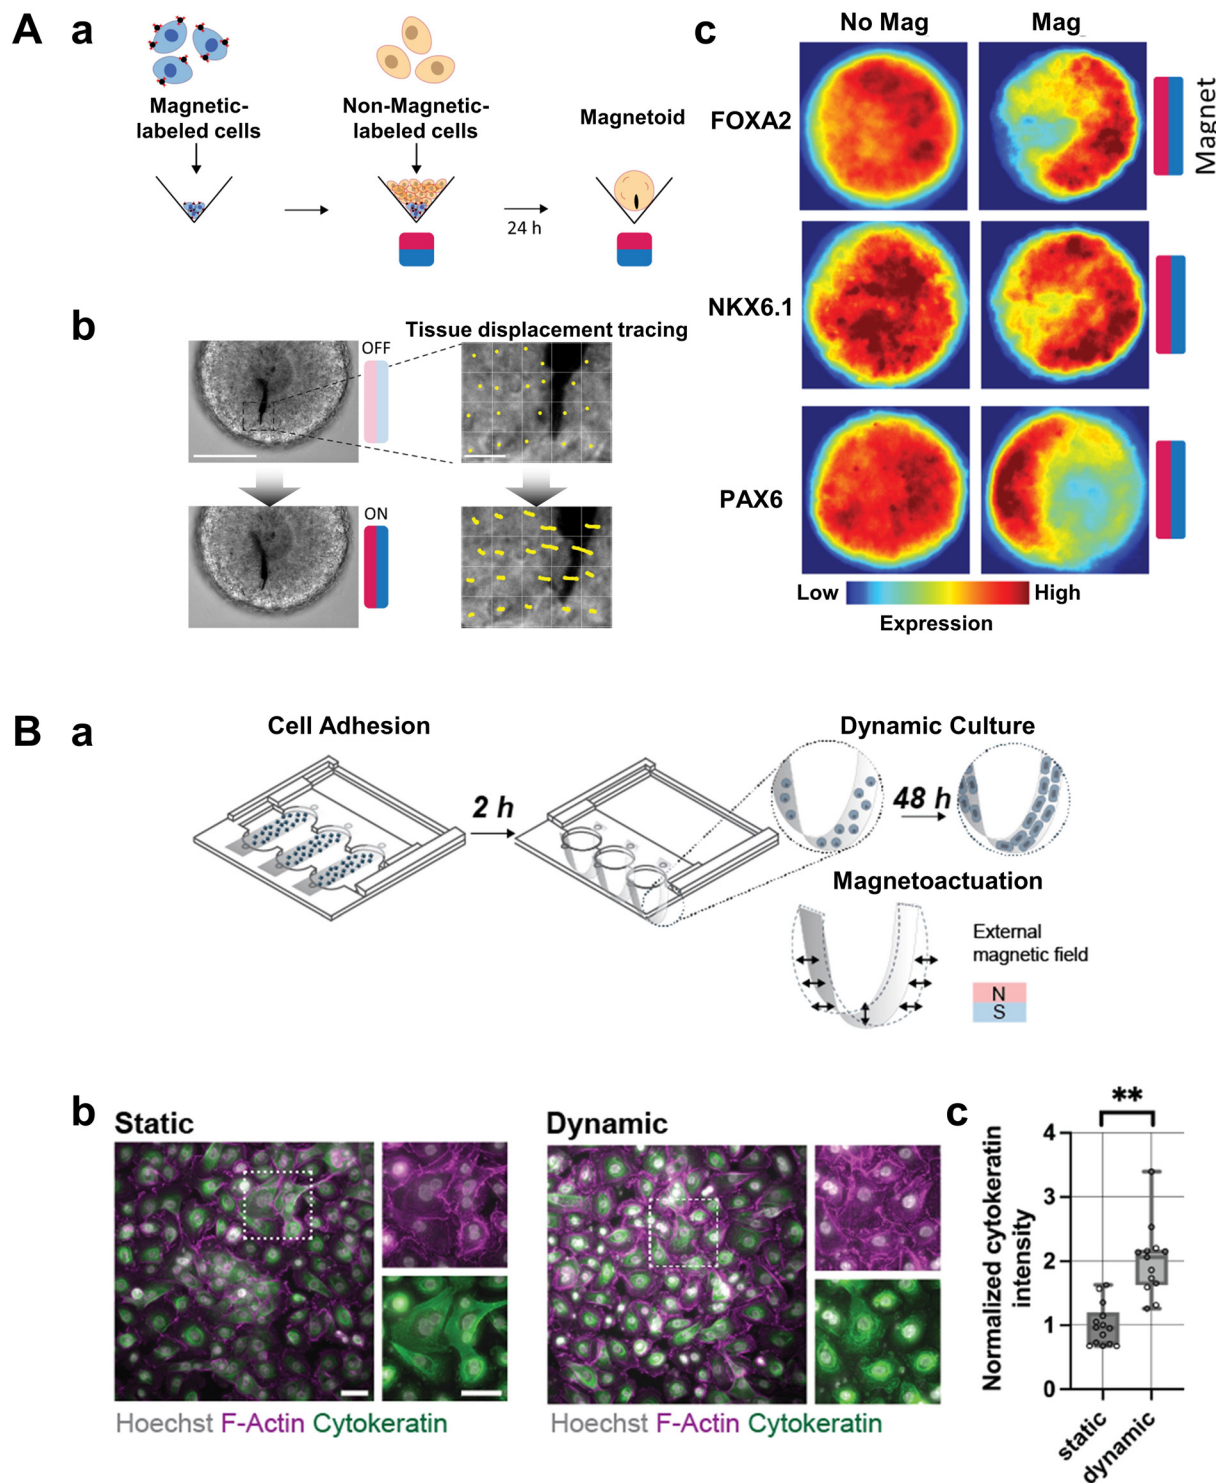 A
a
Magnetic-
labeled cells
Non-Magnetic-
labeled cells
Magnetoid
24 h
b
Tissue displacement tracing
OFF
ON
c
No Mag
Mag_
FOXA2
NKX6.1
PAX6
Magnet
Low
High
Expression
B
a
Cell Adhesion
2 h
Dynamic Culture
48 h
Magnetoactuation
External
magnetic field
N
S
b
Static
Dynamic
Hoechst F-Actin Cytokeratin
Hoechst F-Actin Cytokeratin
c
**
Normalized cytokeratin
intensity
4
3
2
1
0
static
dynamic